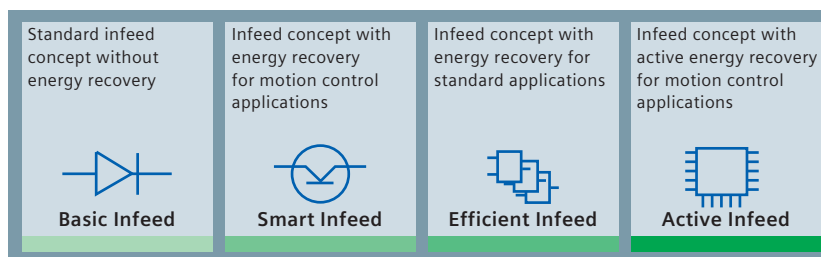 Standard infeed
concept without
energy recovery
Basic Infeed
Infeed concept with
energy recovery
for motion control
applications
Smart Infeed
Infeed concept with
energy recovery for
standard applications
Efficient Infeed
Infeed concept with
active energy recovery
for motion control
applications
Active Infeed